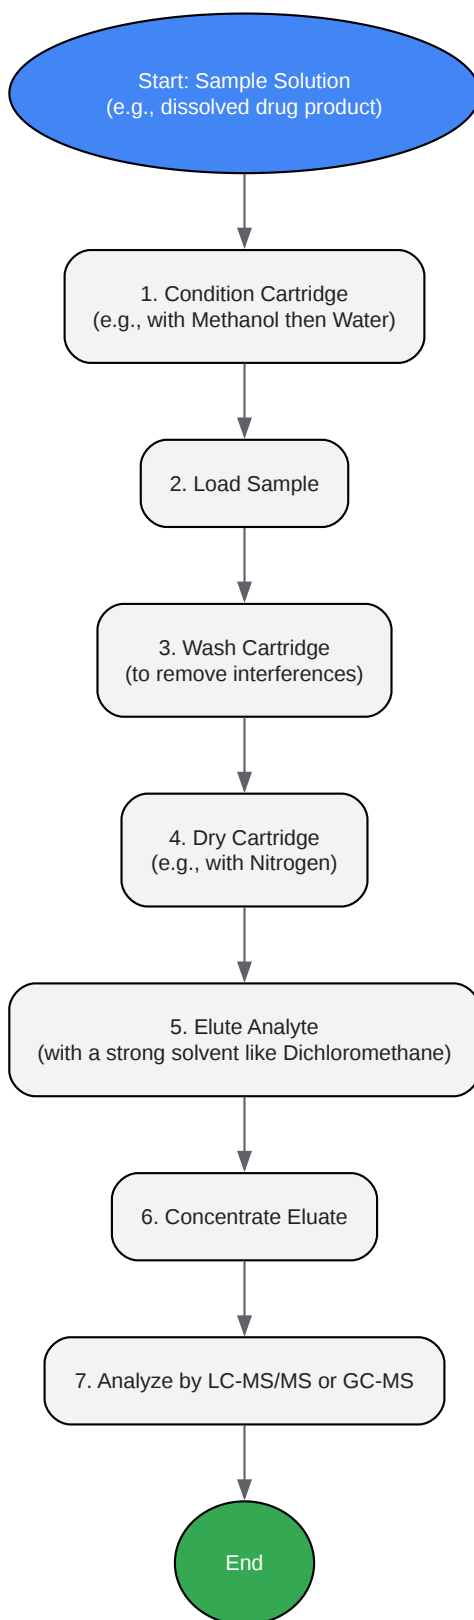 Start: Sample Solution
(e.g., dissolved drug product)
1. Condition Cartridge
(e.g., with Methanol then Water)
2. Load Sample
3. Wash Cartridge
(to remove interferences)
4. Dry Cartridge
(e.g., with Nitrogen)
5. Elute Analyte
(with a strong solvent like Dichloromethane)
6. Concentrate Eluate
7. Analyze by LC-MS/MS or GC-MS
End